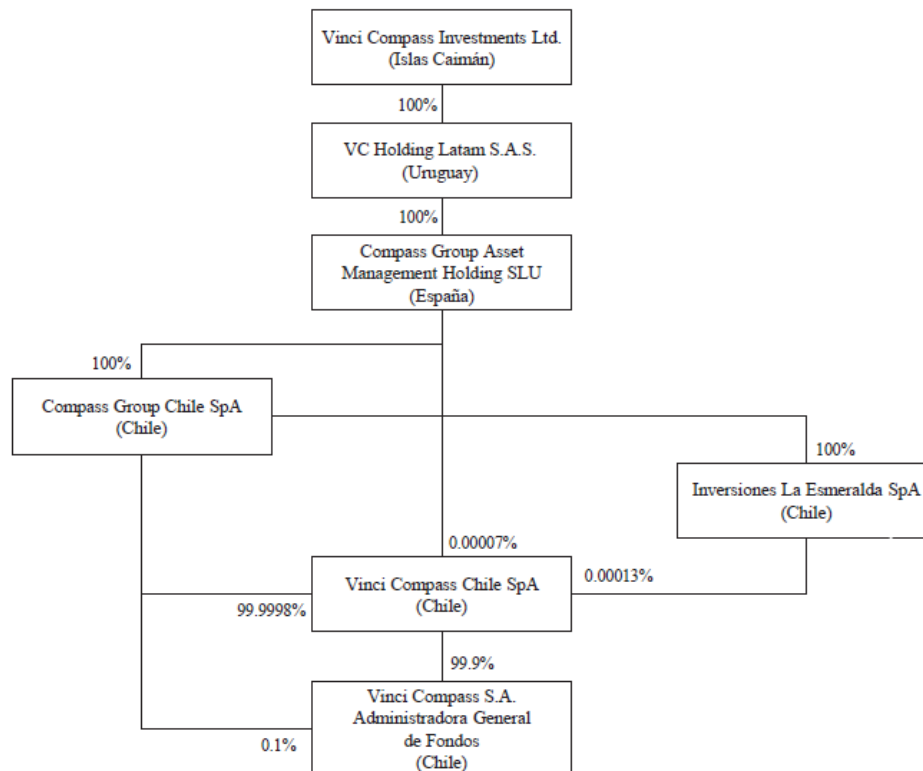 Vinci Compass Investments Ltd.
(Islas Caimán)
100%
VC Holding Latam S.A.S.
(Uruguay)
100%
Compass Group Asset
Management Holding SLU
(España)
100%
Compass Group Chile SpA
(Chile)
100%
Inversiones La Esmeralda SpA
(Chile)
0.00007%
Vinci Compass Chile SpA
(Chile)
0.00013%
99.9998%
99.9%
Vinci Compass S.A.
Administradora General
de Fondos
(Chile)
0.1%